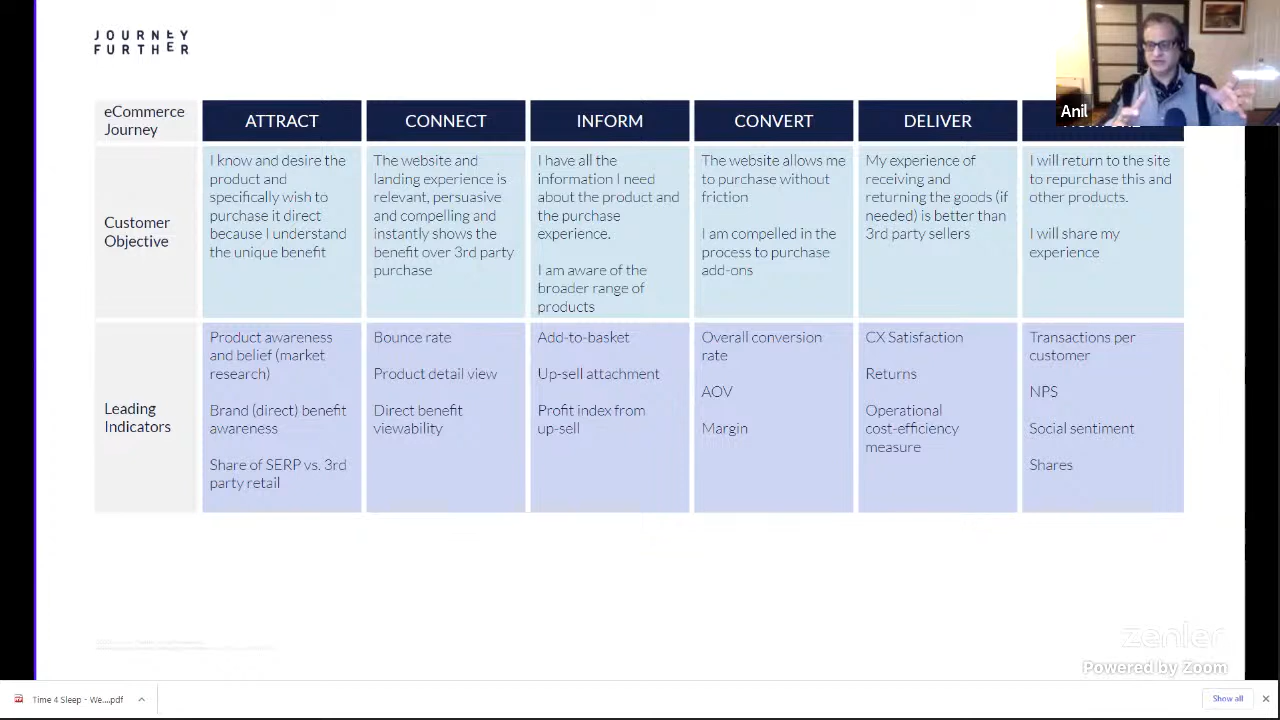 JOURNEY
FURTHER
Anil
eCommerce
Journey
ATTRACT
CONNECT
INFORM
CONVERT
DELIVER
Customer
Objective
I know and desire the
product and
specifically wish to
purchase it direct
because I understand
the unique benefit
The website and
landing experience is
relevant, persuasive
and compelling and
instantly shows the
benefit over 3rd party
purchase
I have all the
information I need
about the product and
the purchase
experience.
I am aware of the
broader range of
products
The website allows me
to purchase without
friction
I am compelled in the
process to purchase
add-ons
My experience of
receiving and
returning the goods (if
needed) is better than
3rd party sellers
I will return to the site
to repurchase this and
other products.
I will share my
experience
Leading
Indicators
Product awareness
and belief (market
research)
Brand (direct) benefit
awareness
Share of SERP vs. 3rd
party retail
Bounce rate
Product detail view
Direct benefit
viewability
Add-to-basket
Up-sell attachment
Profit index from
up-sell
Overall conversion
rate
AOV
Margin
CX Satisfaction
Returns
Operational
cost-efficiency
measure
Transactions per
customer
NPS
Social sentiment
Shares
zenler
Powered by Zoom
Time 4 Sleep - We....pdf
Show all